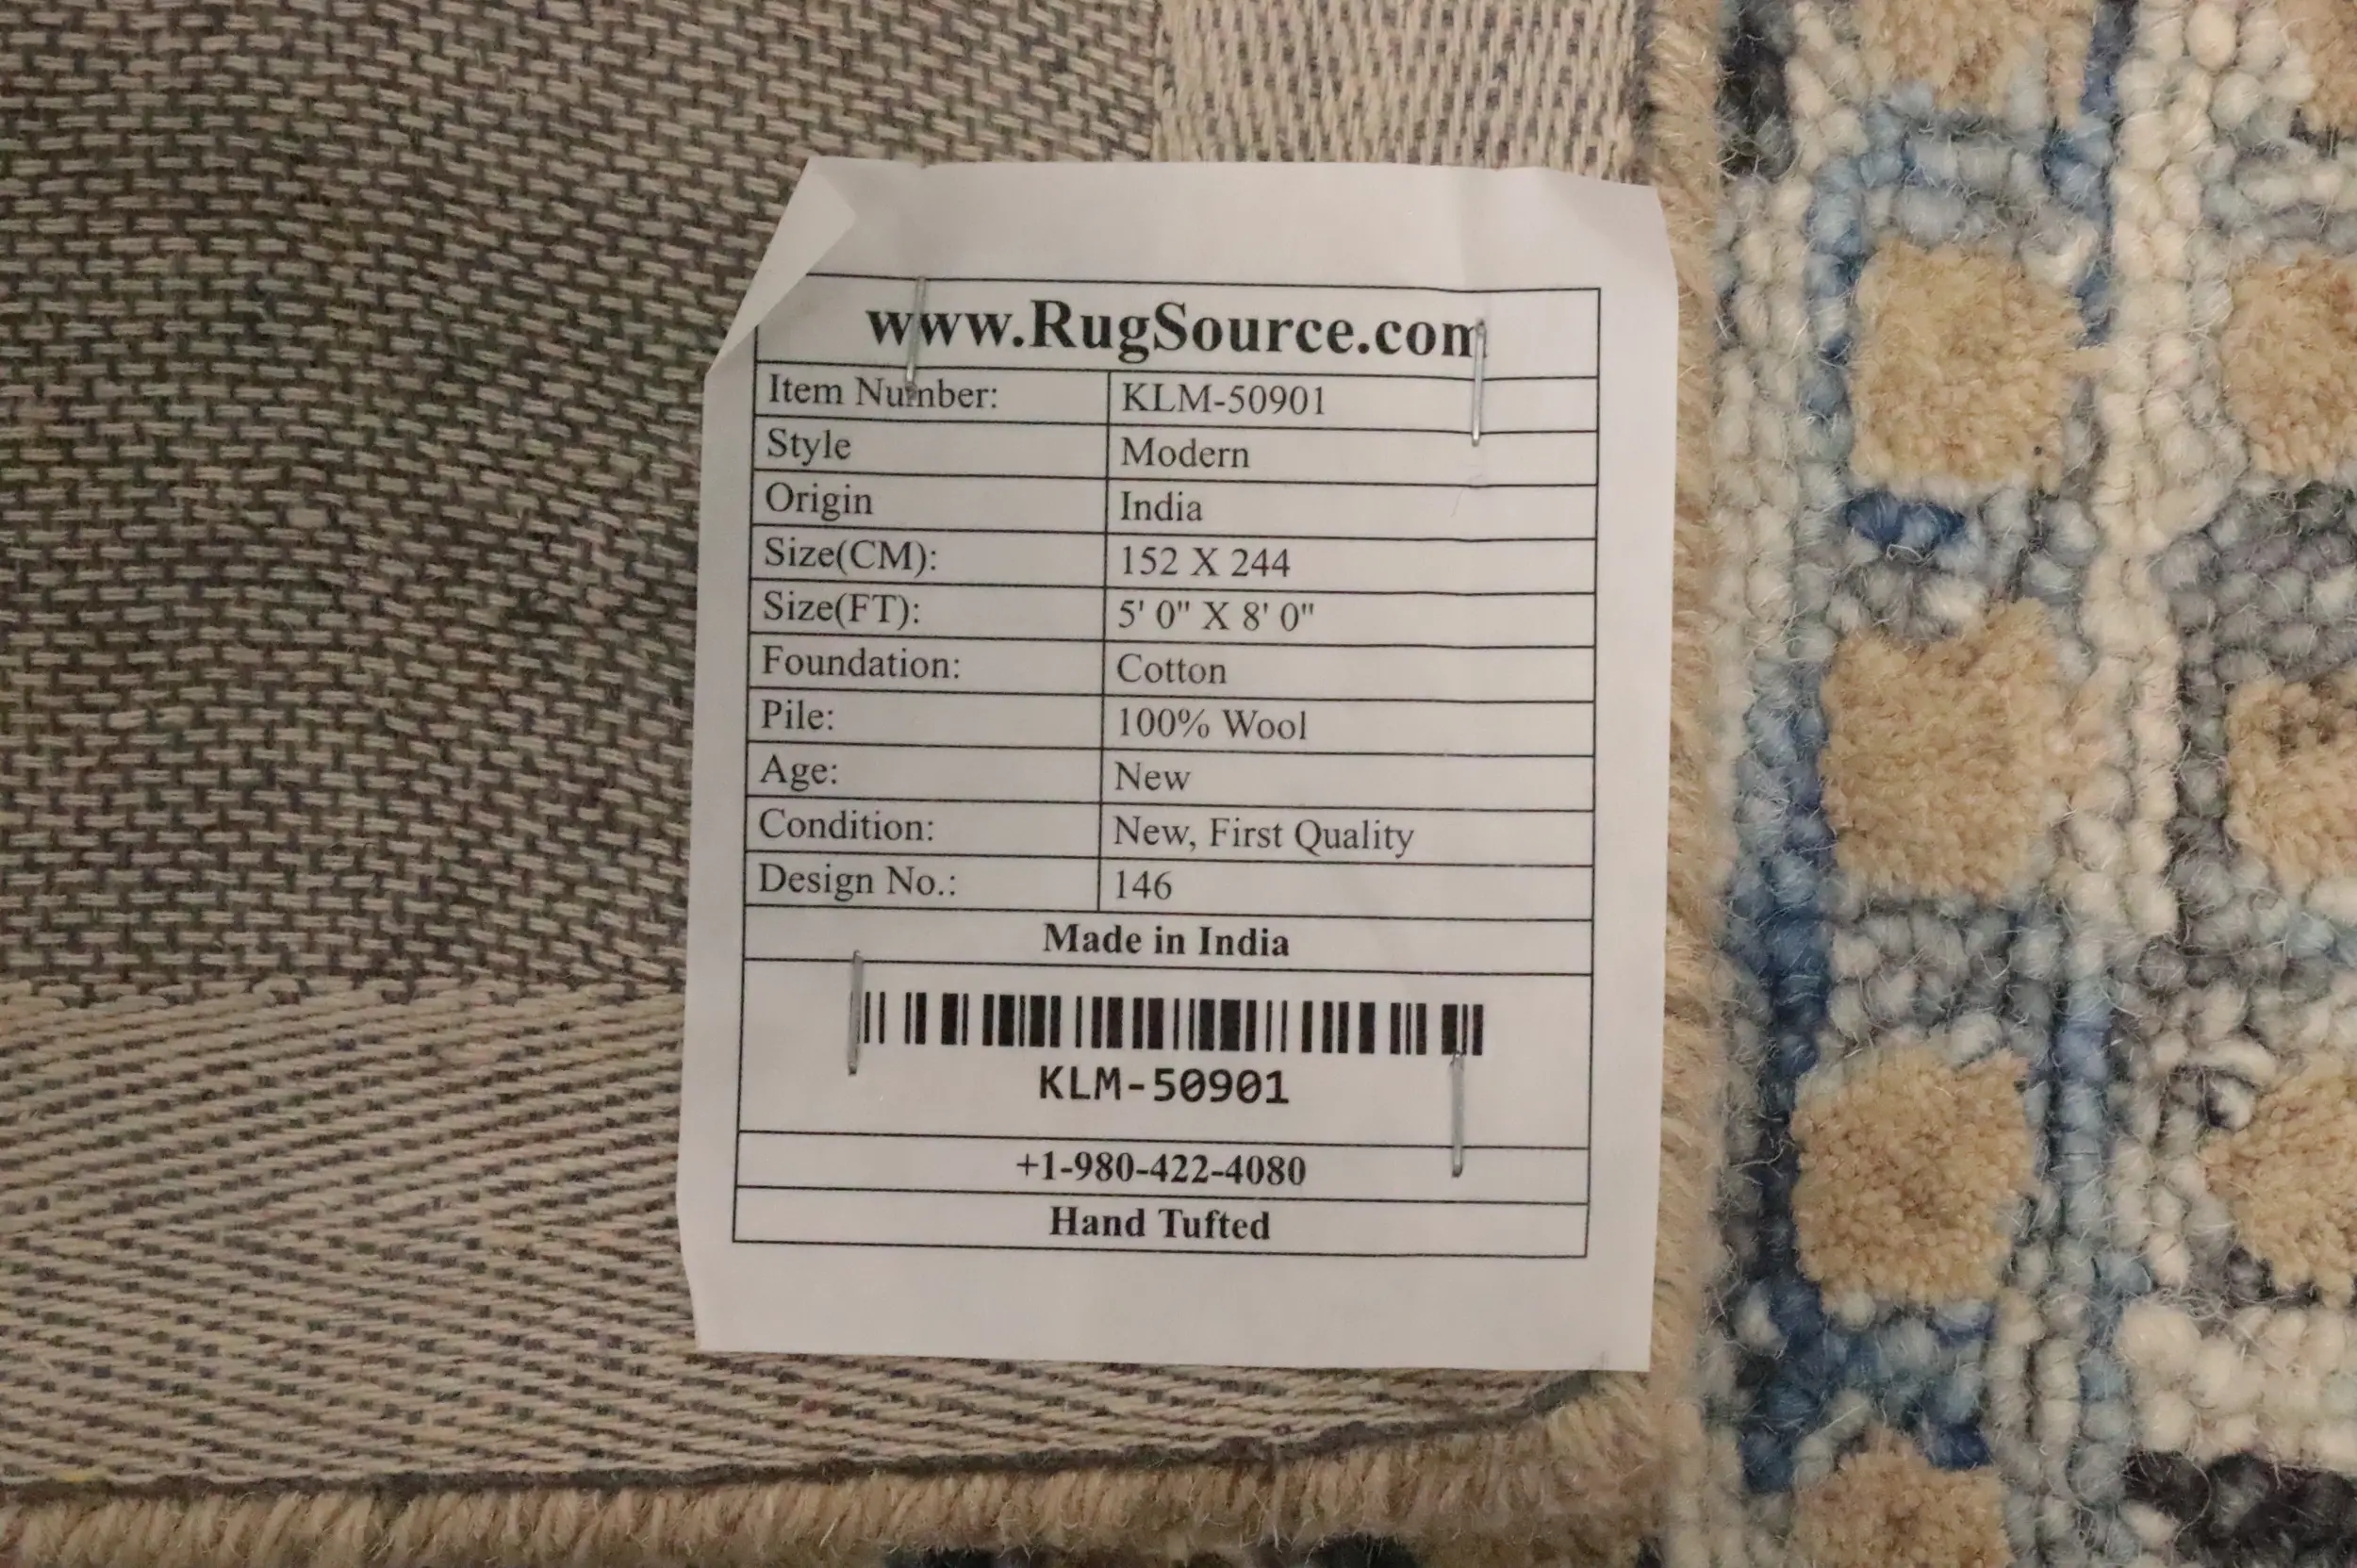 www.RugSource.com
Item Number: KLM-50901
Style Modern
Origin India
Size(CM): 152 X 244
Size(FT): 5' 0" X 8' 0"
Foundation: Cotton
Pile: 100% Wool
Age: New
Condition: New, First Quality
Design No.: 146
Made in India
KLM-50901
+1-980-422-4080
Hand Tufted